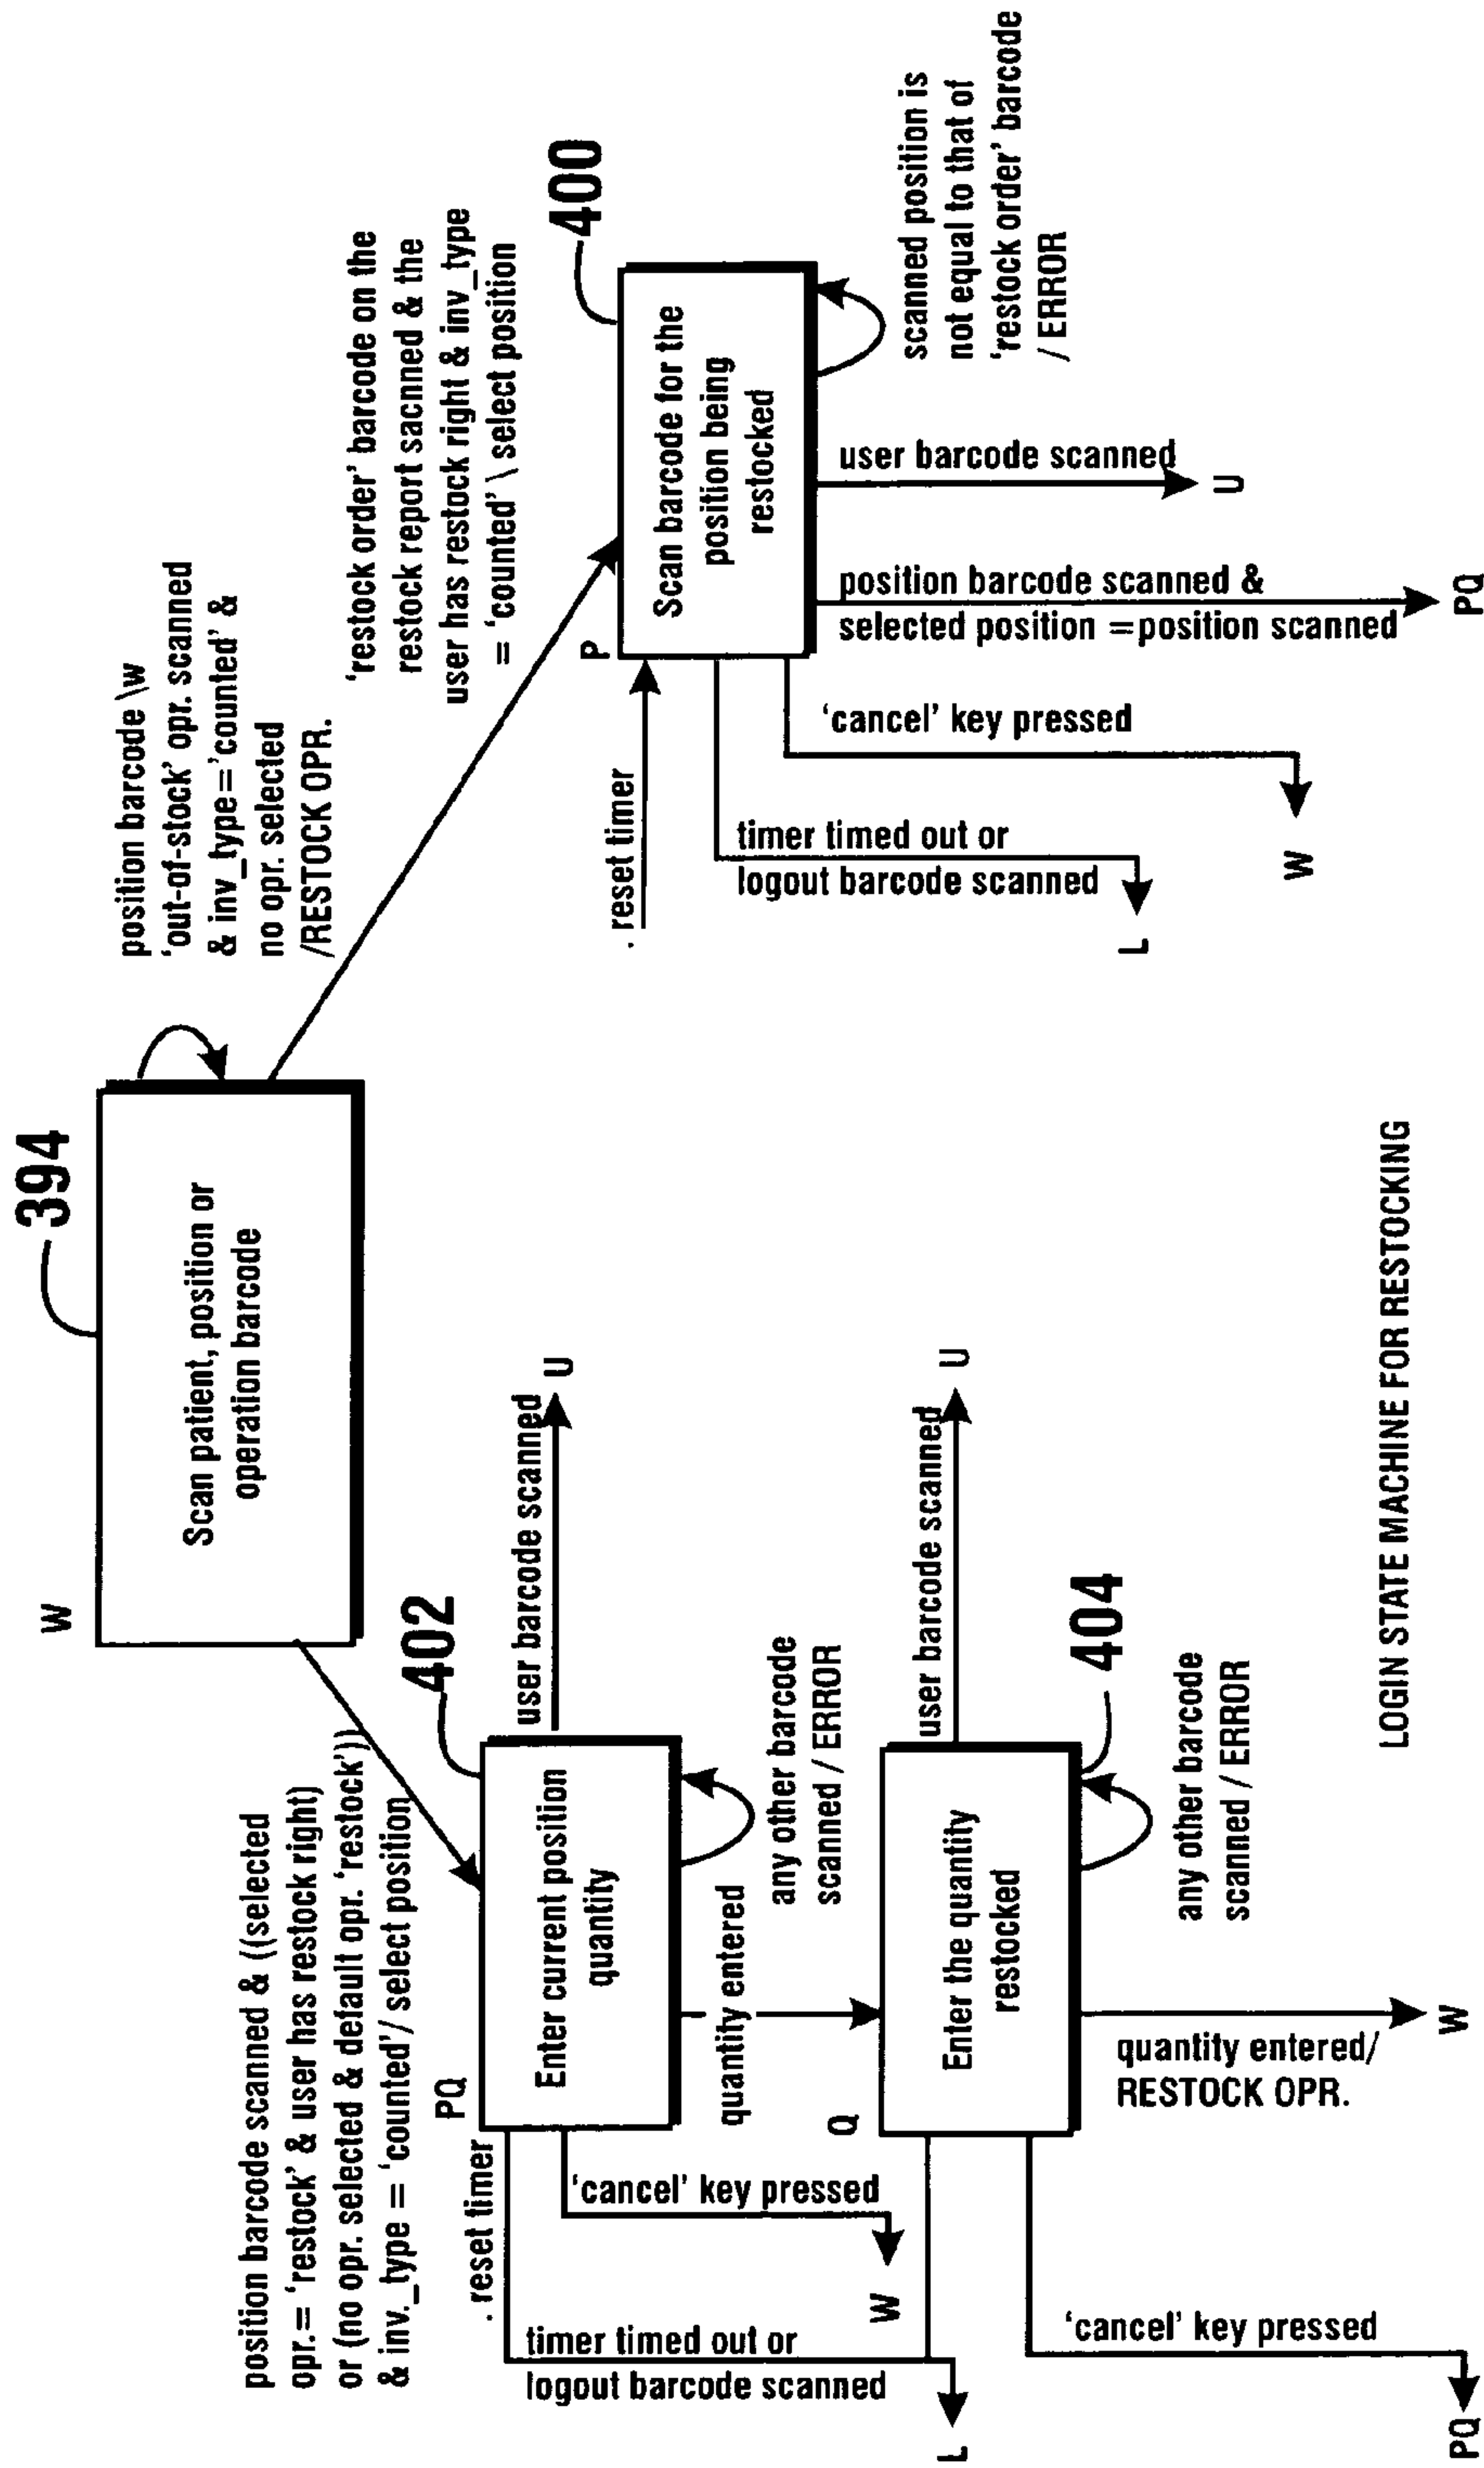 394
W
Scan patient, position or
operation barcode
position barcode \w
'out-of-stock' opr. scanned
& inv_type='counted' &
no opr. selected
/RESTOCK OPR.
position barcode scanned & ((selected
opr.= 'restock' & user has restock right)
or (no opr. selected & default opr. 'restock'))
& inv._type = 'counted'/ select position
'restock order' barcode on the
restock report sacnned & the
user has restock right & inv_type
= 'counted' \ select position
402
PQ
Enter current position
quantity
. reset timer
user barcode scanned
U
'cancel' key pressed
W
timer timed out or
logout barcode scanned
L
quantity entered
any other barcode
scanned / ERROR
400
P
Scan barcode for the
position being
restocked
. reset timer
timer timed out or
logout barcode scanned
L
'cancel' key pressed
W
position barcode scanned &
selected position =position scanned
PQ
user barcode scanned
U
scanned position is
not equal to that of
'restock order' barcode
/ ERROR
404
Q
Enter the quantity
restocked
user barcode scanned
U
any other barcode
scanned / ERROR
quantity entered/
RESTOCK OPR.
W
'cancel' key pressed
PQ
LOGIN STATE MACHINE FOR RESTOCKING